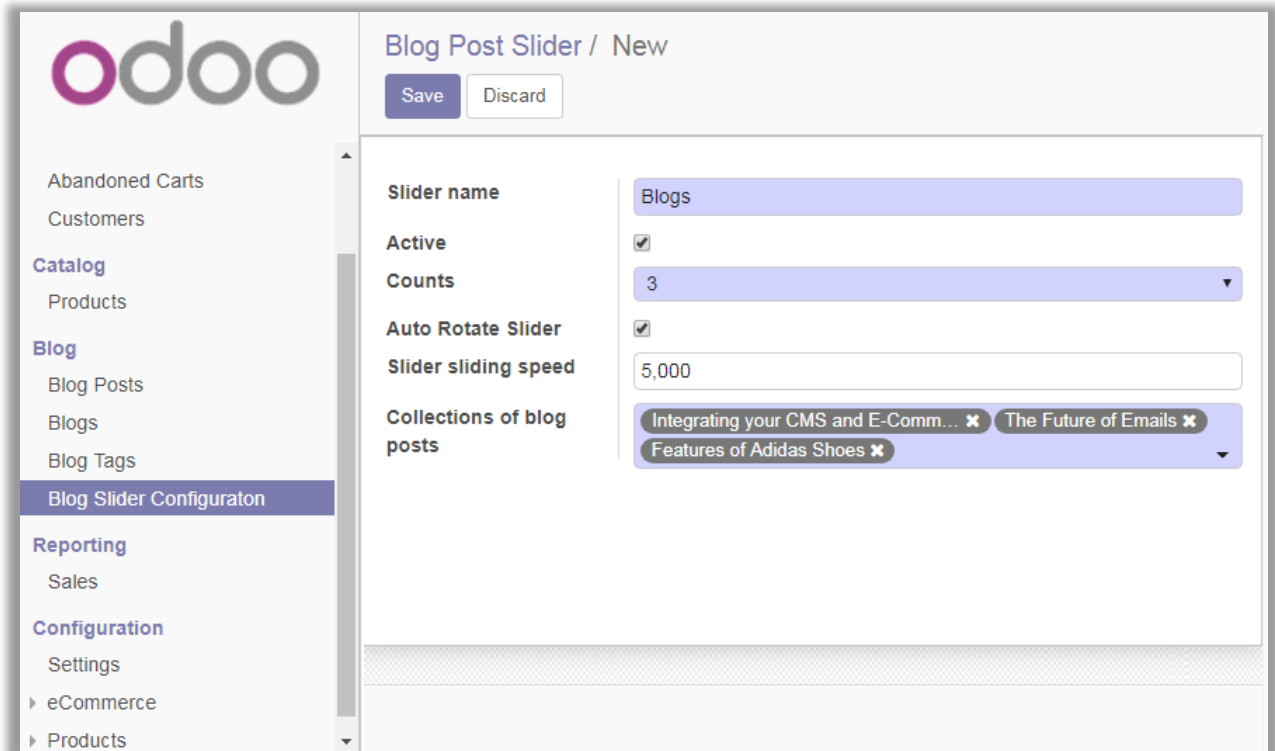 odoo
Abandoned Carts
Customers
Catalog
Products
Blog
Blog Posts
Blogs
Blog Tags
Blog Slider Configuraton
Reporting
Sales
Configuration
Settings
eCommerce
Products
Blog Post Slider / New
Save Discard
Slider name Blogs
Active
Counts 3
Auto Rotate Slider
Slider sliding speed 5,000
Collections of blog posts
Integrating your CMS and E-Comm... The Future of Emails
Features of Adidas Shoes